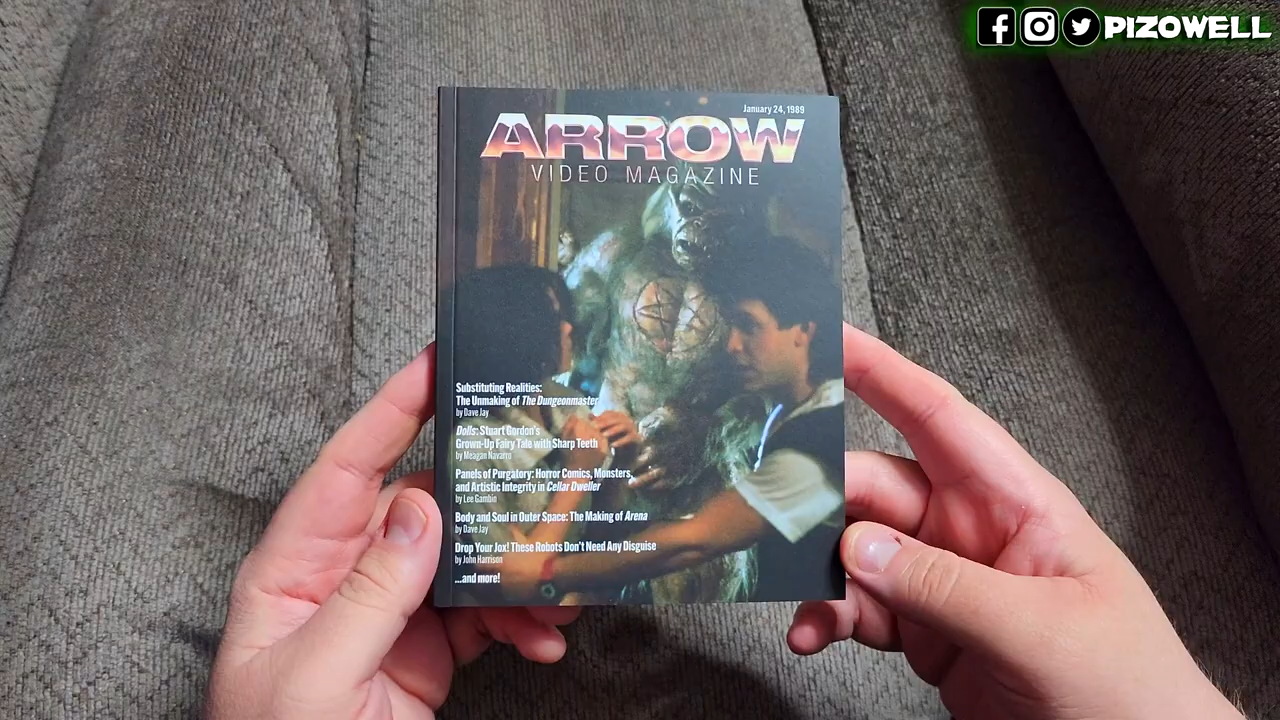 PIZOWELL
January 24, 1989
ARROW
VIDEO MAGAZINE
Substituting Realities:
The Unmaking of The Dungeonmaster
by Dave Jay
Dolls: Stuart Gordon's
Grown-Up Fairy Tale with Sharp Teeth
by Meagan Navarro
Panels of Purgatory: Horror Comics, Monsters,
and Artistic Integrity in Cellar Dweller
by Lee Gambin
Body and Soul in Outer Space: The Making of Arena
by Dave Jay
Drop Your Jox! These Robots Don't Need Any Disguise
by John Harrison
...and more!